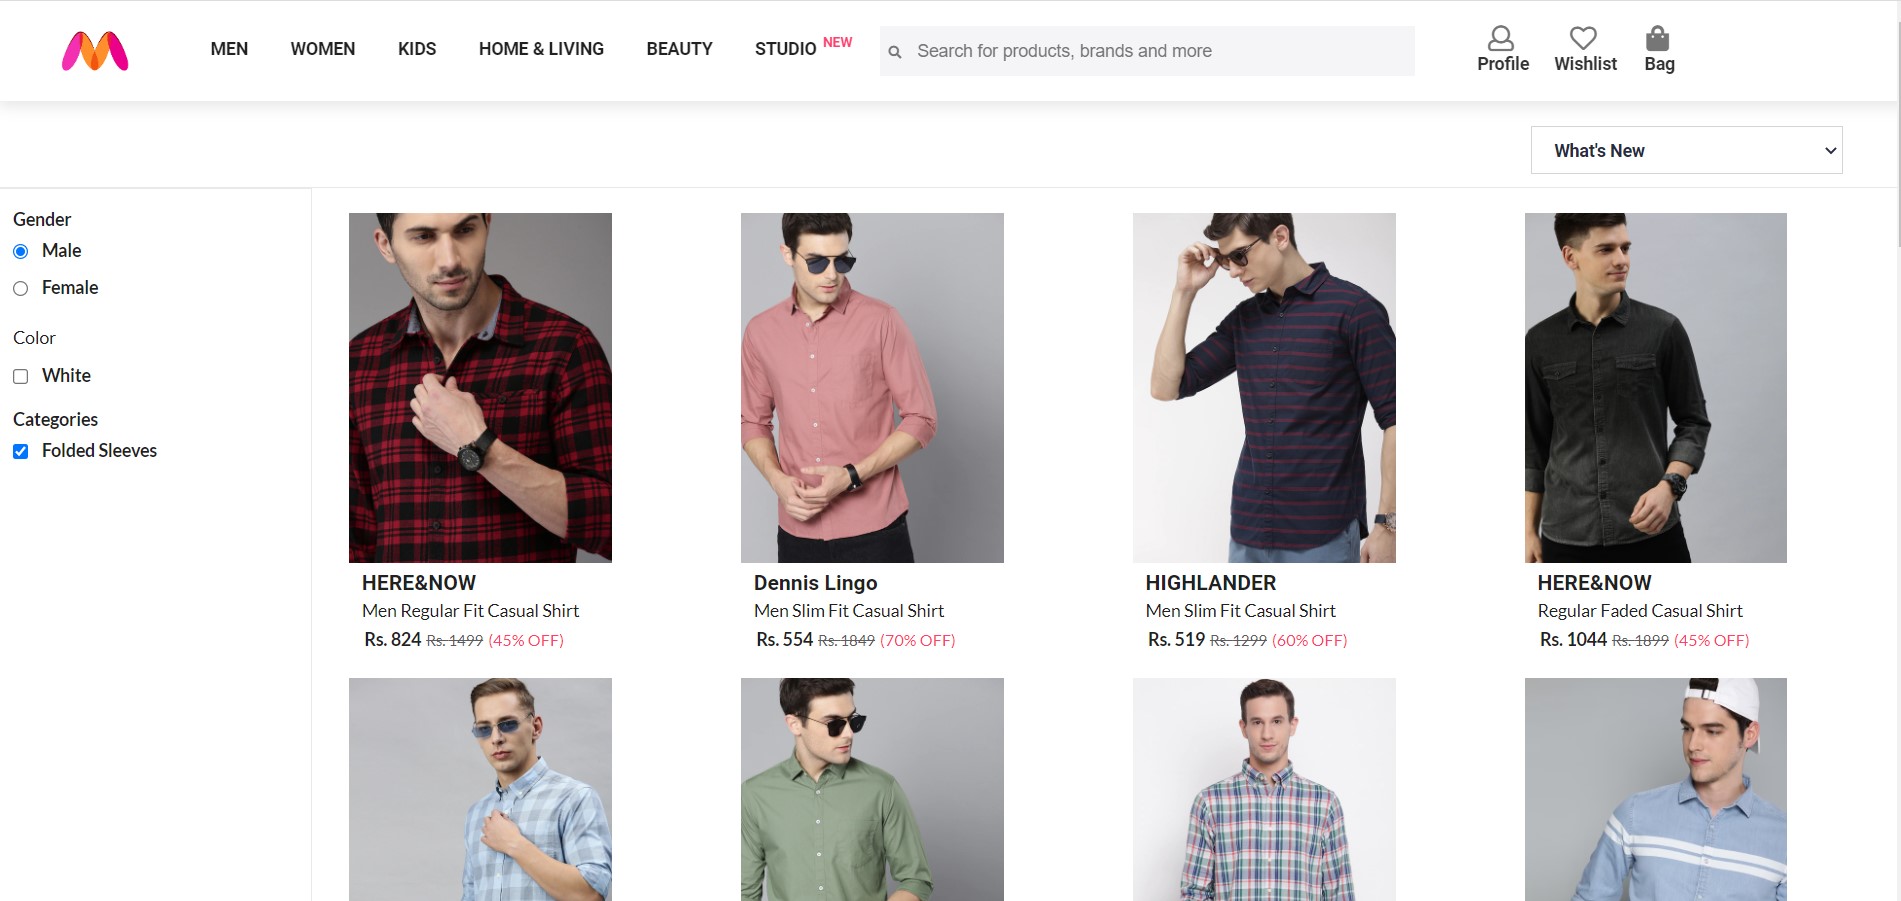 MEN WOMEN KIDS HOME & LIVING BEAUTY STUDIO NEW
Search for products, brands and more
Profile Wishlist Bag
What's New
Gender
Male
Female
Color
White
Categories
Folded Sleeves
HERE&NOW
Men Regular Fit Casual Shirt
Rs. 824 Rs. 1499 (45% OFF)
Dennis Lingo
Men Slim Fit Casual Shirt
Rs. 554 Rs. 1849 (70% OFF)
HIGHLANDER
Men Slim Fit Casual Shirt
Rs. 519 Rs. 1299 (60% OFF)
HERE&NOW
Regular Faded Casual Shirt
Rs. 1044 Rs. 1899 (45% OFF)